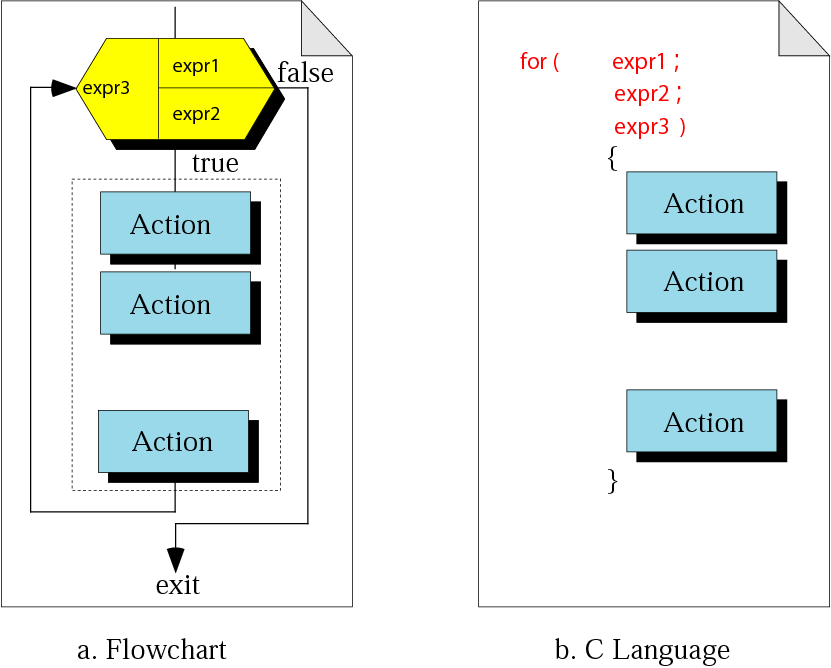 expr3
expr1
expr2
false
true
Action
Action
Action
exit
a. Flowchart
for ( expr1 ;
expr2 ;
expr3 )
{
Action
Action
Action
}
b. C Language